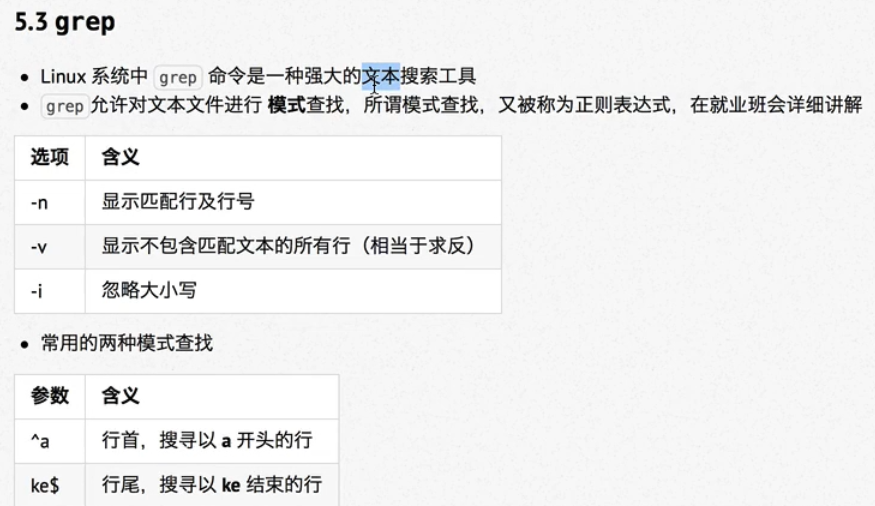 5.3 grep
• Linux 系统中 grep 命令是一种强大的文本搜索工具
• grep允许对文本文件进行 模式查找，所谓模式查找，又被称为正则表达式，在就业班会详细讲解
选项 含义
-n 显示匹配行及行号
-v 显示不包含匹配文本的所有行（相当于求反）
-i 忽略大小写
• 常用的两种模式查找
参数 含义
^a 行首，搜寻以 a 开头的行
ke$ 行尾，搜寻以 ke 结束的行